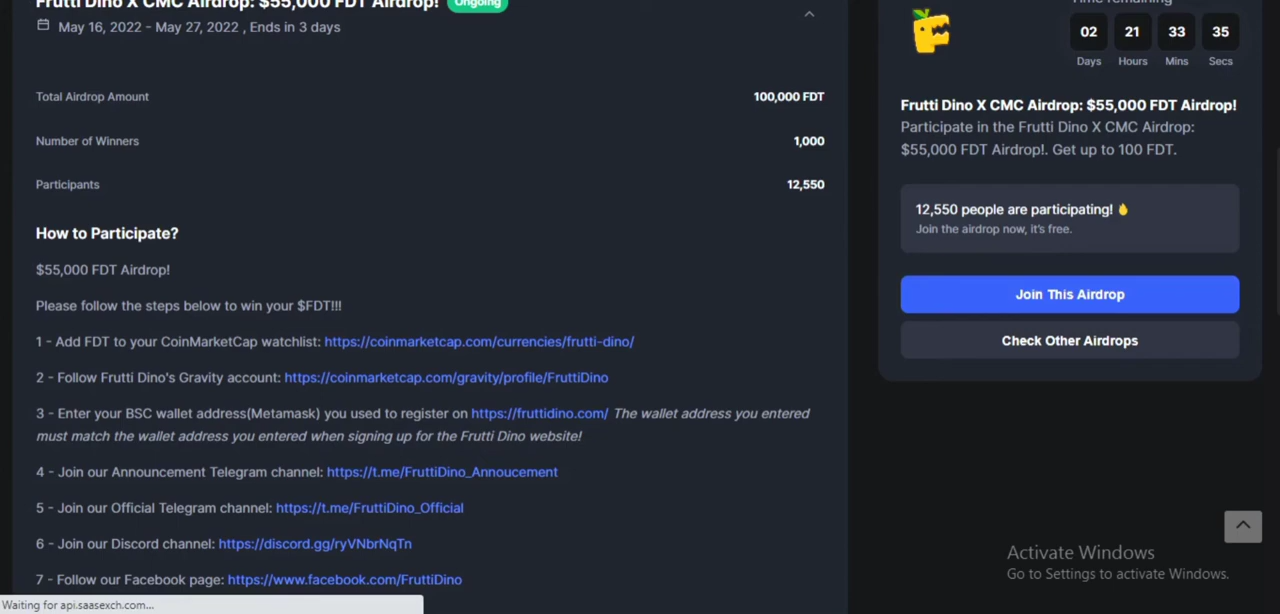 Frutti Dino X CMC Airdrop: $55,000 FDT Airdrop! Ongoing
May 16, 2022 - May 27, 2022 , Ends in 3 days
Total Airdrop Amount 100,000 FDT
Number of Winners 1,000
Participants 12,550
How to Participate?
$55,000 FDT Airdrop!
Please follow the steps below to win your $FDT!!!
1 - Add FDT to your CoinMarketCap watchlist: https://coinmarketcap.com/currencies/frutti-dino/
2 - Follow Frutti Dino's Gravity account: https://coinmarketcap.com/gravity/profile/FruttiDino
3 - Enter your BSC wallet address(Metamask) you used to register on https://fruttidino.com/ The wallet address you entered
must match the wallet address you entered when signing up for the Frutti Dino website!
4 - Join our Announcement Telegram channel: https://t.me/FruttiDino_Annoucement
5 - Join our Official Telegram channel: https://t.me/FruttiDino_Official
6 - Join our Discord channel: https://discord.gg/ryVNbrNqTn
7 - Follow our Facebook page: https://www.facebook.com/FruttiDino
Waiting for api.saasexch.com...
Time remaining
02 21 33 35
Days Hours Mins Secs
Frutti Dino X CMC Airdrop: $55,000 FDT Airdrop!
Participate in the Frutti Dino X CMC Airdrop:
$55,000 FDT Airdrop!. Get up to 100 FDT.
12,550 people are participating!
Join the airdrop now, it's free.
Join This Airdrop
Check Other Airdrops
Activate Windows
Go to Settings to activate Windows.